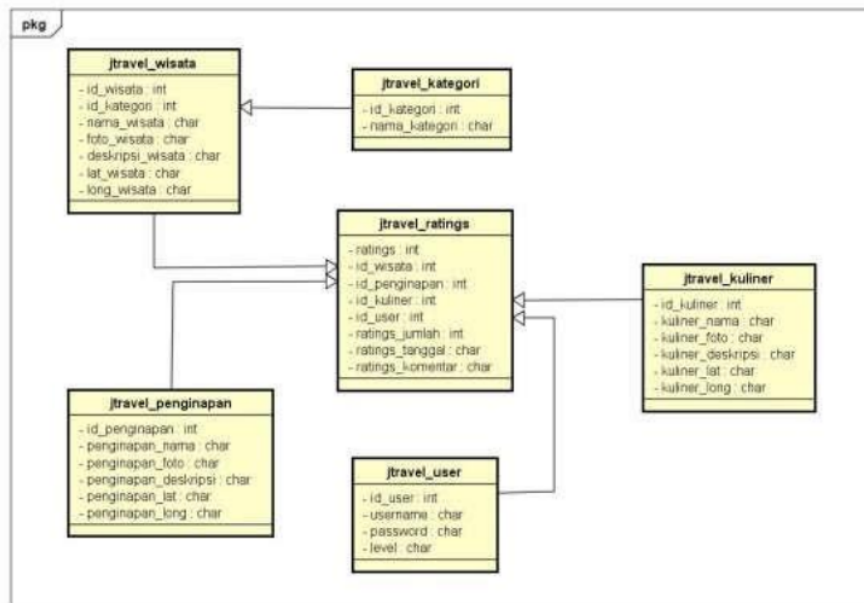 pkg
jtravel_wisata
- id_wisata : int
- id_kategori : int
- nama_wisata : char
- foto_wisata : char
- deskripsi_wisata : char
- lat_wisata : char
- long_wisata : char
jtravel_kategori
- id_kategori : int
- nama_kategori : char
jtravel_ratings
- ratings : int
- id_wisata : int
- id_penginapan : int
- id_kuliner : int
- id_user : int
- ratings_jumlah : int
- ratings_tanggal : char
- ratings_komentar : char
jtravel_kuliner
- id_kuliner : int
- kuliner_nama : char
- kuliner_foto : char
- kuliner_deskripsi : char
- kuliner_lat : char
- kuliner_long : char
jtravel_penginapan
- id_penginapan : int
- penginapan_nama : char
- penginapan_foto : char
- penginapan_deskripsi : char
- penginapan_lat : char
- penginapan_long : char
jtravel_user
- id_user : int
- username : char
- password : char
- level : char